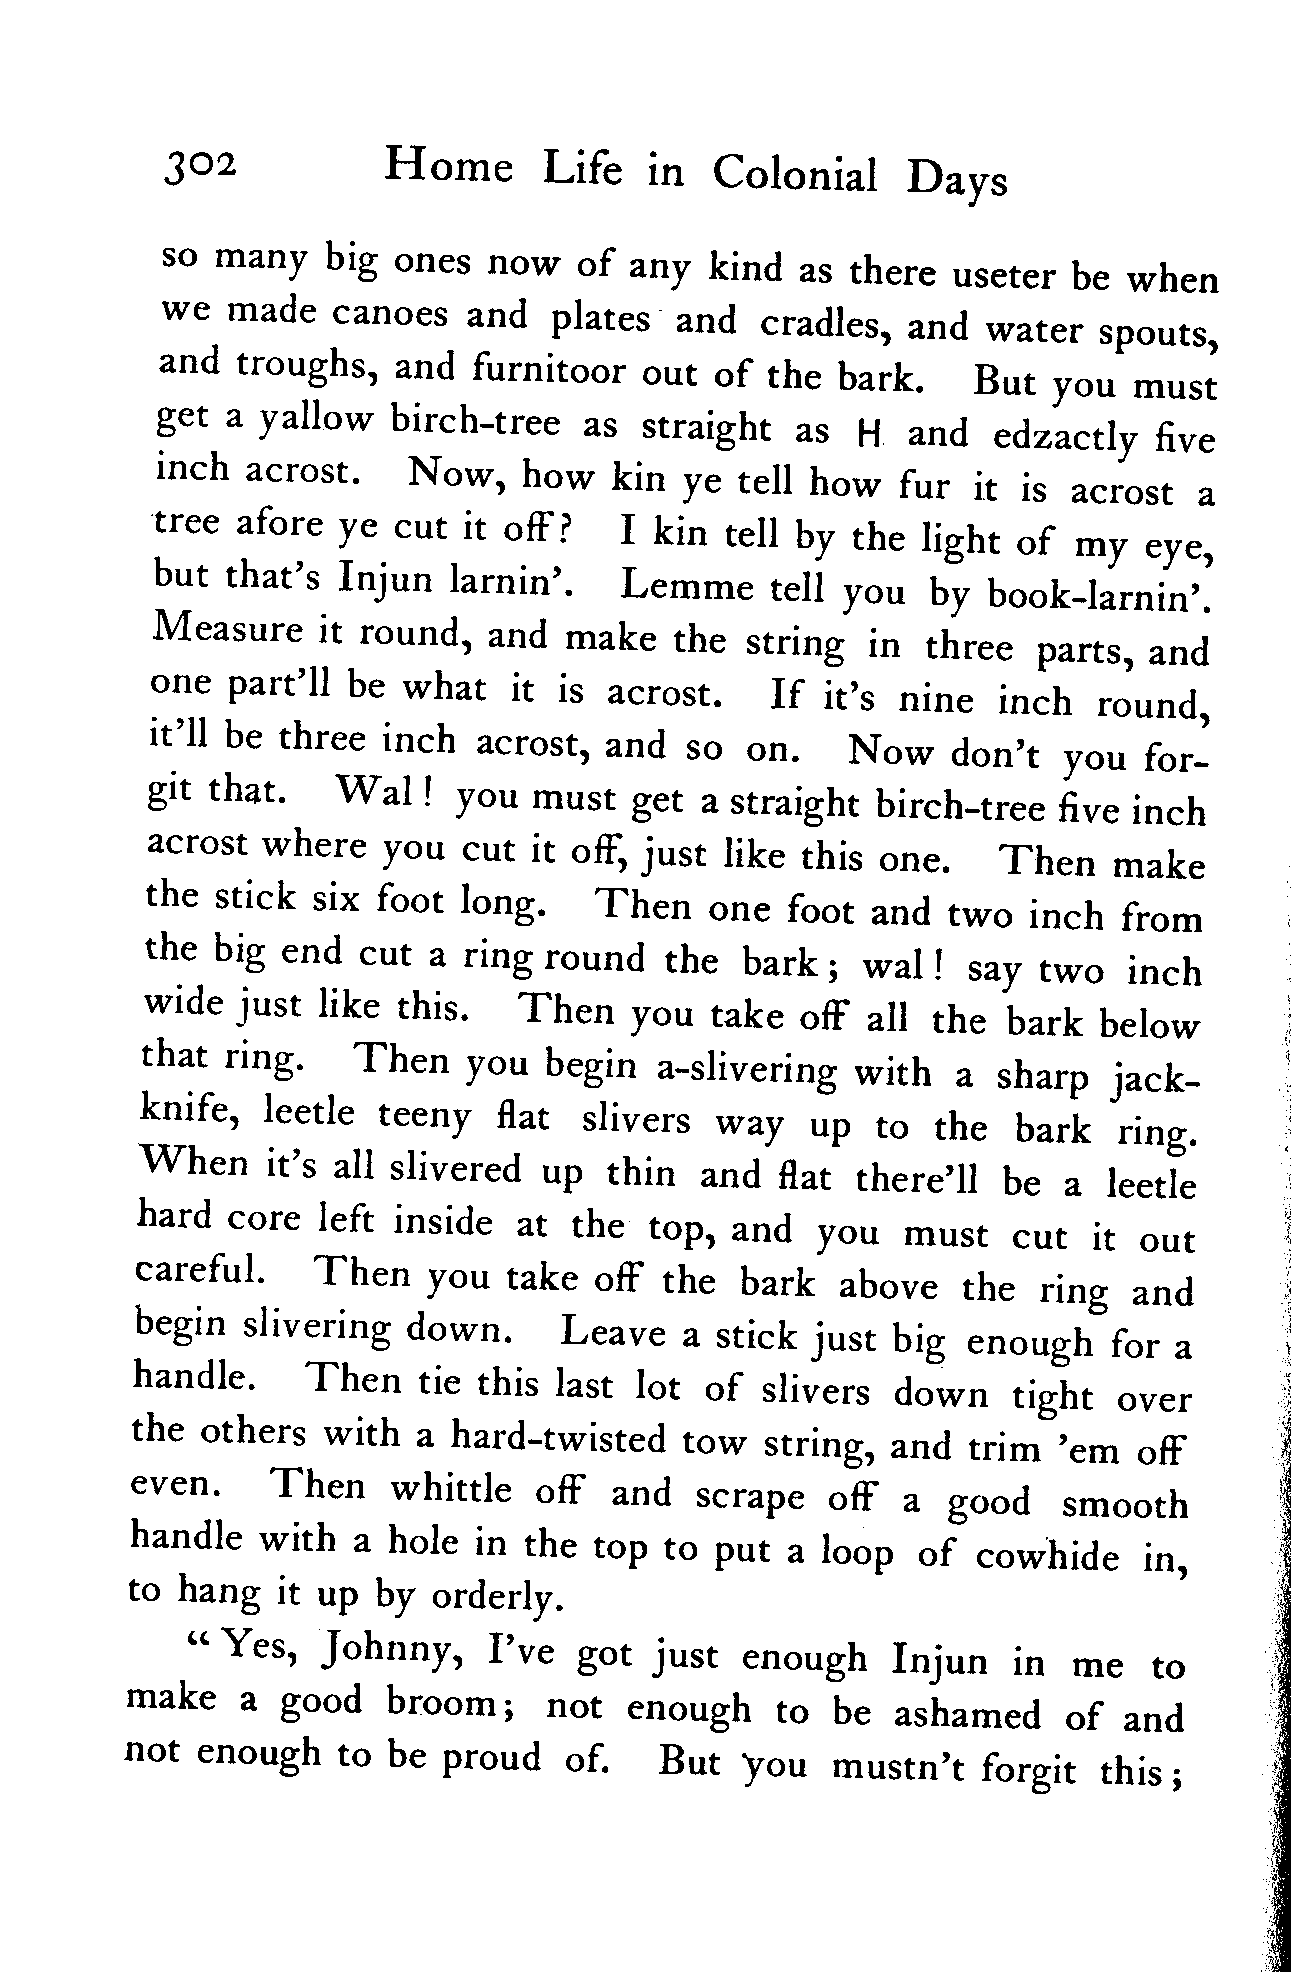 302 Home Life in Colonial Days
so many big ones now of any kind as there useter be when
we made canoes and plates and cradles, and water spouts,
and troughs, and furnitoor out of the bark. But you must
get a yallow birch-tree as straight as H and edzactly five
inch acrost. Now, how kin ye tell how fur it is acrost a
tree afore ye cut it off? I kin tell by the light of my eye,
but that's Injun larnin'. Lemme tell you by book-larnin'.
Measure it round, and make the string in three parts, and
one part'll be what it is acrost. If it's nine inch round,
it'll be three inch acrost, and so on. Now don't you for-
git that. Wal! you must get a straight birch-tree five inch
acrost where you cut it off, just like this one. Then make
the stick six foot long. Then one foot and two inch from
the big end cut a ring round the bark; wal! say two inch
wide just like this. Then you take off all the bark below
that ring. Then you begin a-slivering with a sharp jack-
knife, leetle teeny flat slivers way up to the bark ring.
When it's all slivered up thin and flat there'll be a leetle
hard core left inside at the top, and you must cut it out
careful. Then you take off the bark above the ring and
begin slivering down. Leave a stick just big enough for a
handle. Then tie this last lot of slivers down tight over
the others with a hard-twisted tow string, and trim 'em off
even. Then whittle off and scrape off a good smooth
handle with a hole in the top to put a loop of cowhide in,
to hang it up by orderly.
"Yes, Johnny, I've got just enough Injun in me to
make a good broom; not enough to be ashamed of and
not enough to be proud of. But you mustn't forgit this;